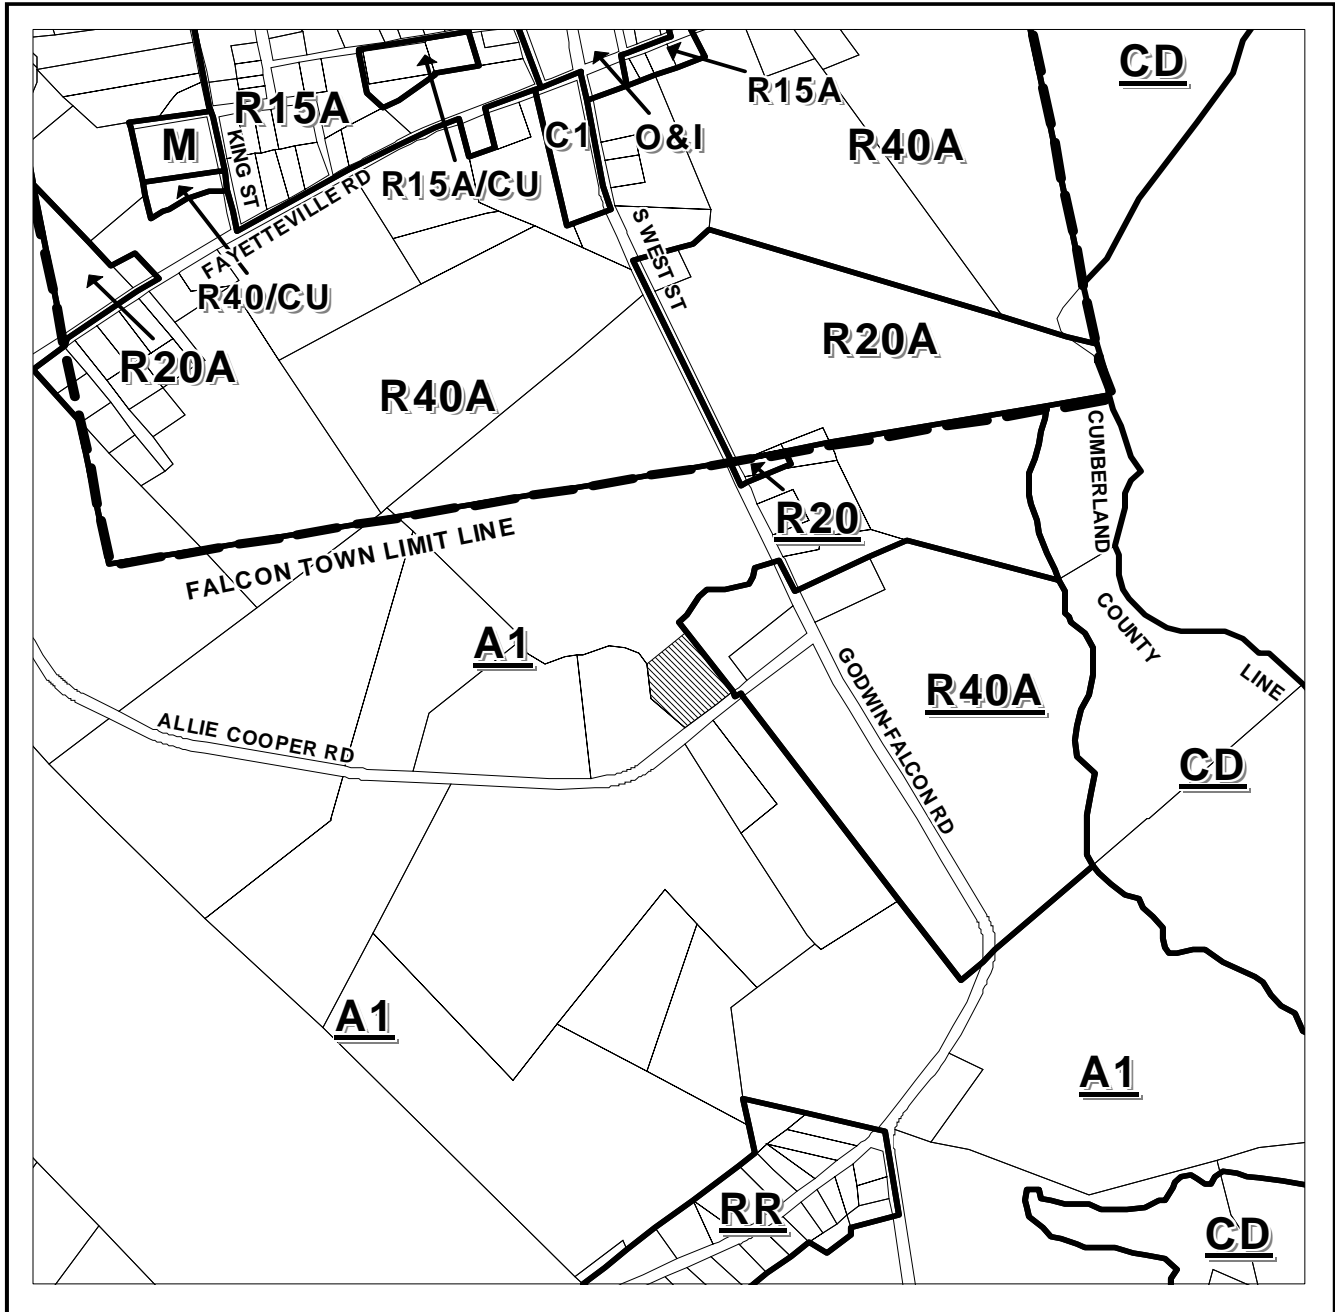 CD
R15A
R15A
M
KING ST
C1
O&I
R40A
R15A/CU
FAYETTEVILLE RD
S WEST ST
R40/CU
R20A
R20A
R40A
CUMBERLAND
COUNTY
LINE
R20
FALCON TOWN LIMIT LINE
A1
GODWIN-FALCON RD
R40A
ALLIE COOPER RD
CD
A1
A1
RR
CD